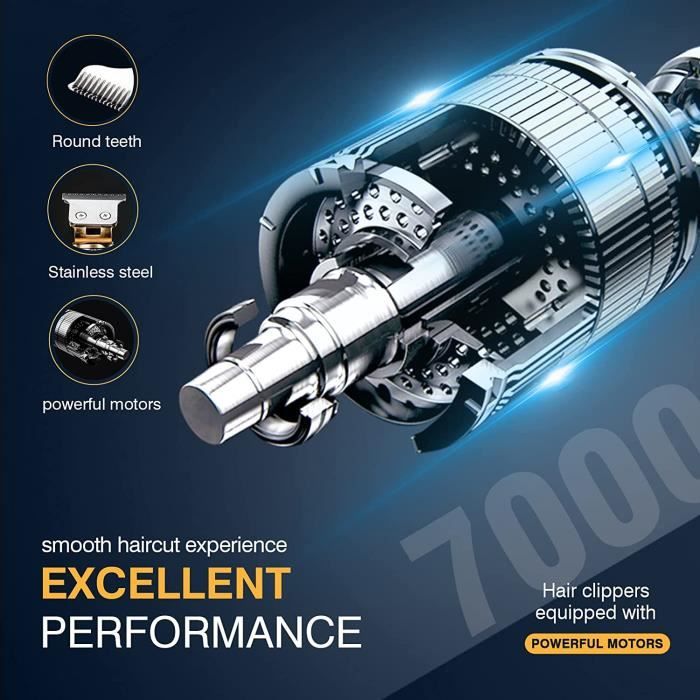 Round teeth
Stainless steel
powerful motors
7000
smooth haircut experience
EXCELLENT
PERFORMANCE
Hair clippers
equipped with
POWERFUL MOTORS